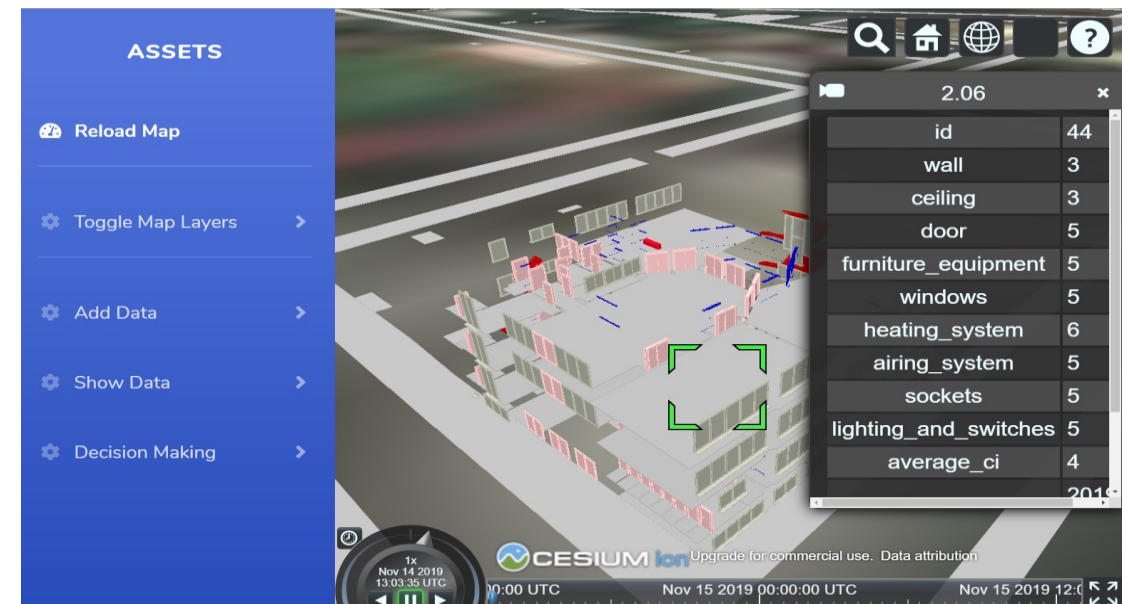 ASSETS
Reload Map
Toggle Map Layers
Add Data
Show Data
Decision Making
?
2.06
id 44
wall 3
ceiling 3
door 5
furniture_equipment 5
windows 5
heating_system 6
airing_system 5
sockets 5
lighting_and_switches 5
average_ci 4
CESIUM ion Upgrade for commercial use. Data attribution
1x
Nov 14 2019
13:03:35 UTC
00:00 UTC Nov 15 2019 00:00:00 UTC Nov 15 2019